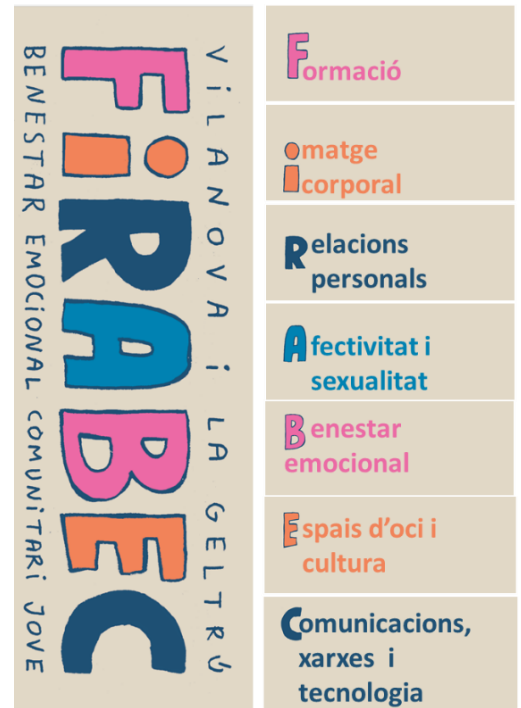 VILANOVA i LA GELTRÚ
FiRABEC
BENESTAR EMOCiONAL COMUNiTARi JOVE
Formació
imatge
corporal
Relacions
personals
Afectivitat i
sexualitat
Benestar
emocional
Espais d'oci i
cultura
Comunicacions,
xarxes i
tecnologia